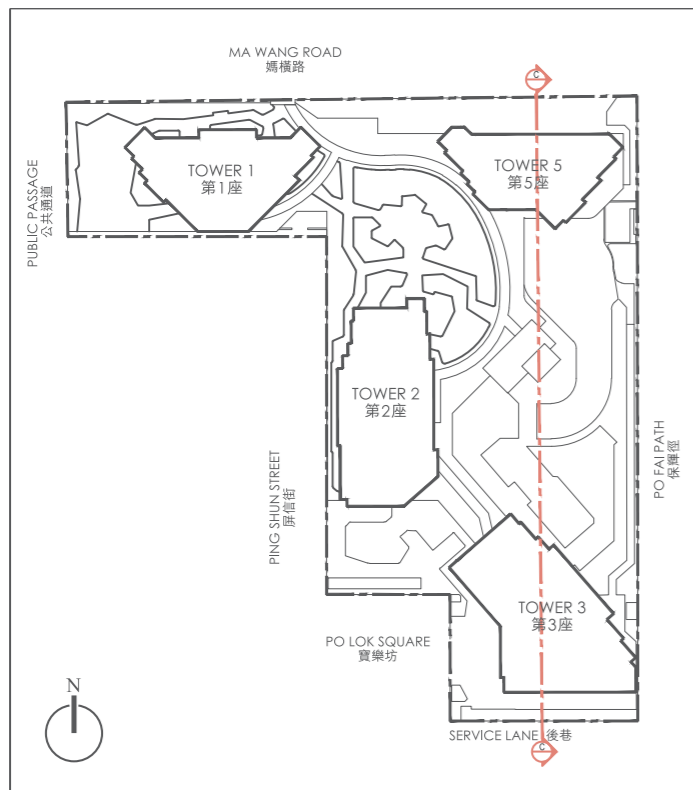 MA WANG ROAD
媽橫路
C
PUBLIC PASSAGE
公共通道
TOWER 1
第1座
TOWER 5
第5座
TOWER 2
第2座
PING SHUN STREET
屏信街
PO FAI PATH
保輝徑
TOWER 3
第3座
PO LOK SQUARE
寶樂坊
N
SERVICE LANE 後巷
C